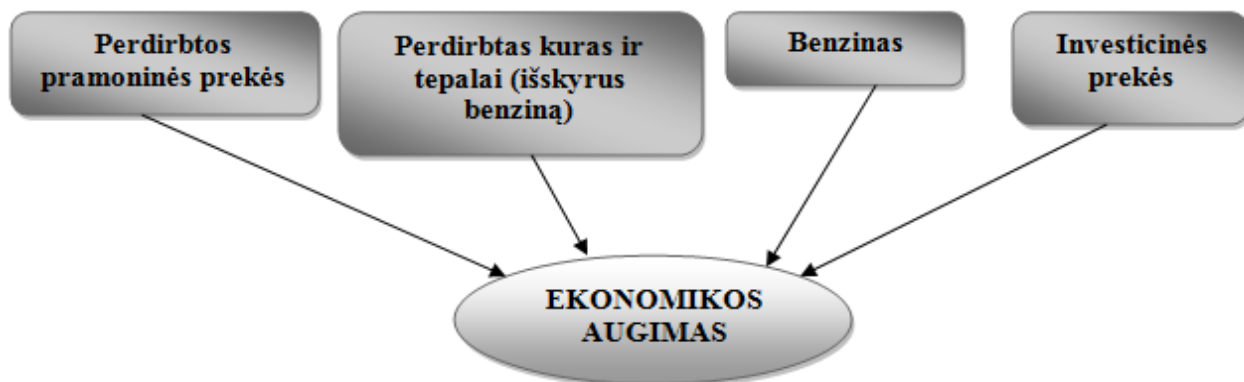 Perdirbtos
pramoninės prekės
Perdirbtas kuras ir
tepalai (išskyrus
benziną)
Benzinas
Investicinės
prekės
EKONOMIKOS
AUGIMAS